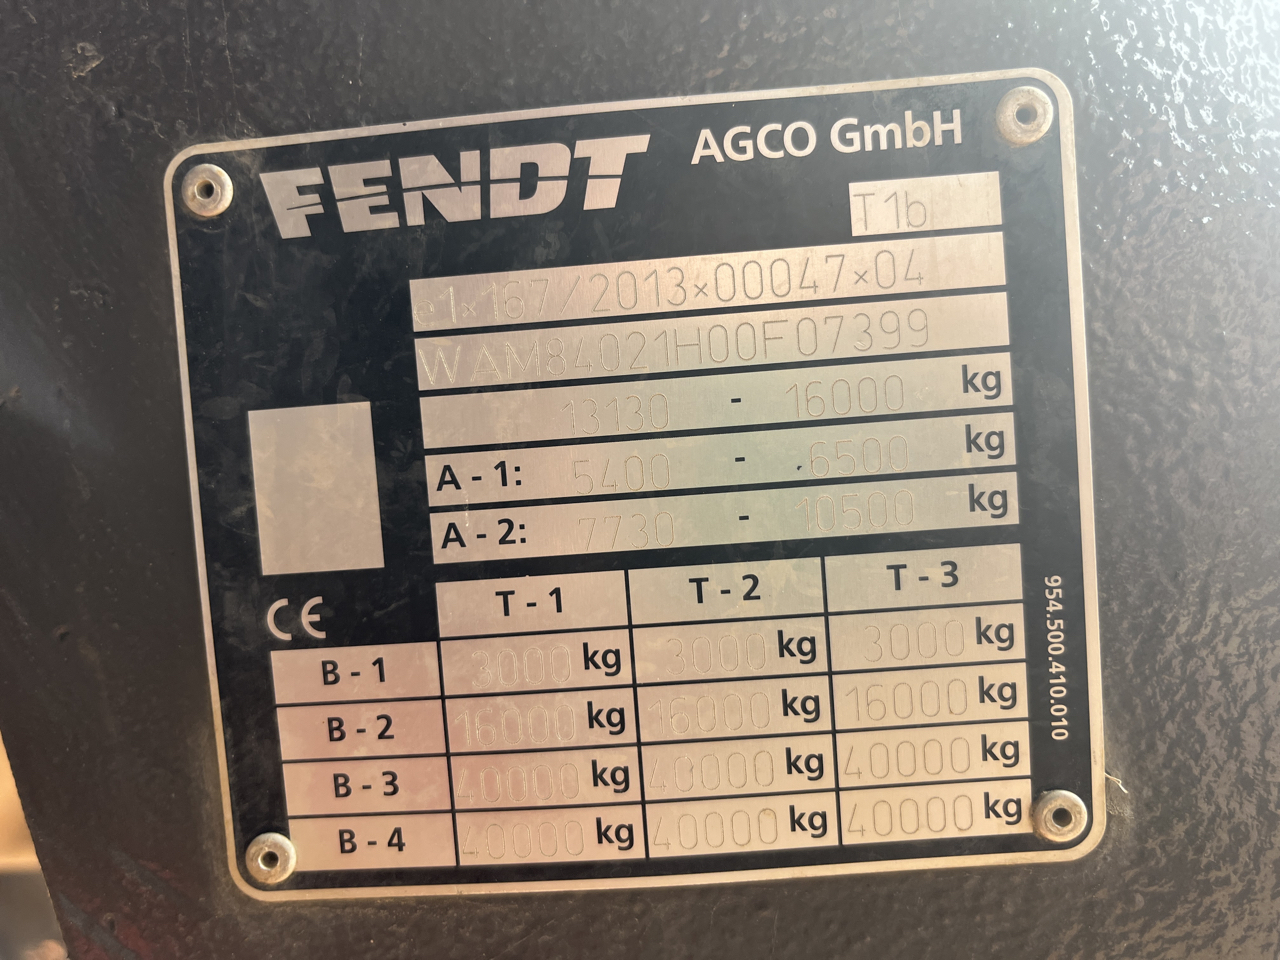 FENDT AGCO GmbH
T1b
e1*167/2013*00047*04
WAM84021H00F07399
13130 - 16000 kg
A - 1: 5400 - 6500 kg
A - 2: 7730 - 10500 kg
T - 1 T - 2 T - 3
B - 1 3000 kg 3000 kg 3000 kg
B - 2 16000 kg 16000 kg 16000 kg
B - 3 40000 kg 40000 kg 40000 kg
B - 4 40000 kg 40000 kg 40000 kg
CE
954.500.410.010